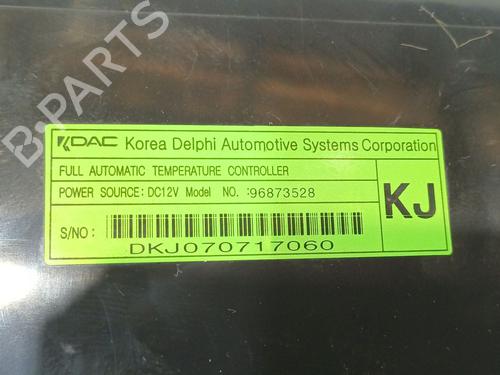 B-PARTS
KDAC Korea Delphi Automotive Systems Corporation
FULL AUTOMATIC TEMPERATURE CONTROLLER
POWER SOURCE: DC12V Model NO. :96873528
KJ
S/NO :
DKJ070717060